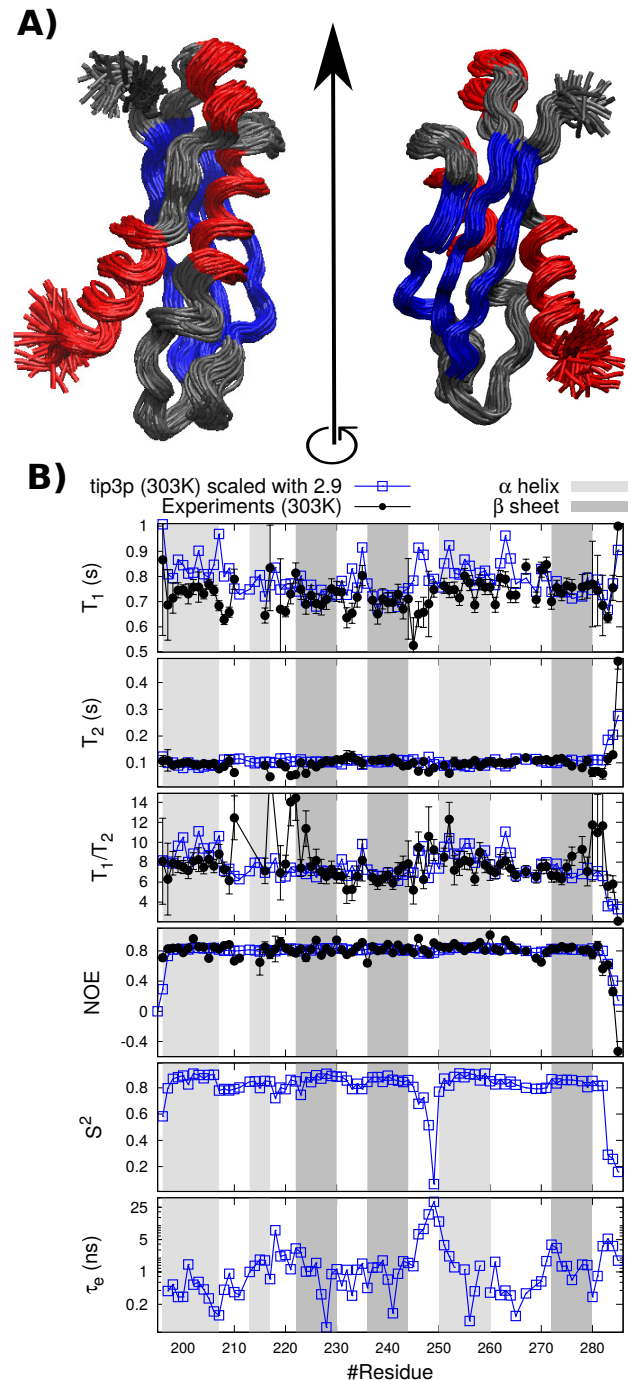 A)
B)
tip3p (303K) scaled with 2.9
α helix
Experiments (303K)
β sheet
T1 (s)
1
0.9
0.8
0.7
0.6
0.5
T2 (s)
0.4
0.3
0.2
0.1
T1/T2
14
12
10
8
6
4
NOE
0.8
0.4
0
-0.4
S2
0.8
0.6
0.4
0.2
τe (ns)
25
5
1
0.2
200 210 220 230 240 250 260 270 280
#Residue